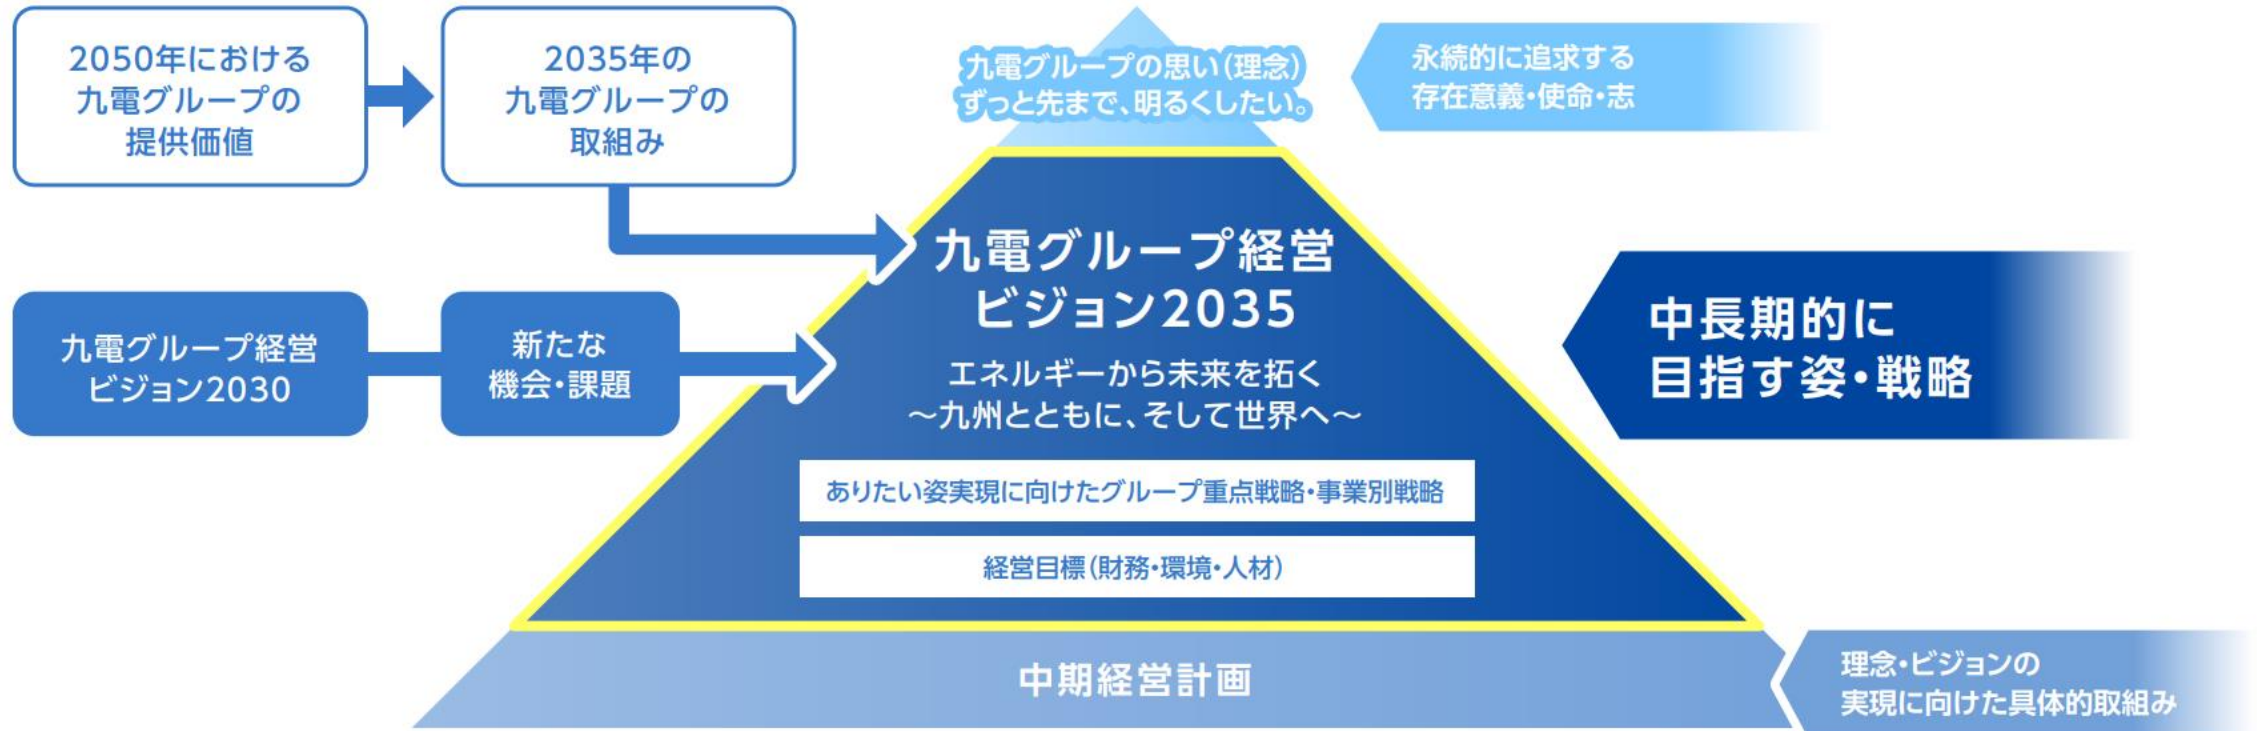 2050年における
九電グループの
提供価値
2035年の
九電グループの
取組み
九電グループの思い(理念)
ずっと先まで、明るくしたい。
永続的に追求する
存在意義・使命・志
九電グループ経営
ビジョン2030
新たな
機会・課題
九電グループ経営
ビジョン2035
エネルギーから未来を拓く
～九州とともに、そして世界へ～
ありたい姿実現に向けたグループ重点戦略・事業別戦略
経営目標(財務・環境・人材)
中長期的に
目指す姿・戦略
中期経営計画
理念・ビジョンの
実現に向けた具体的取組み